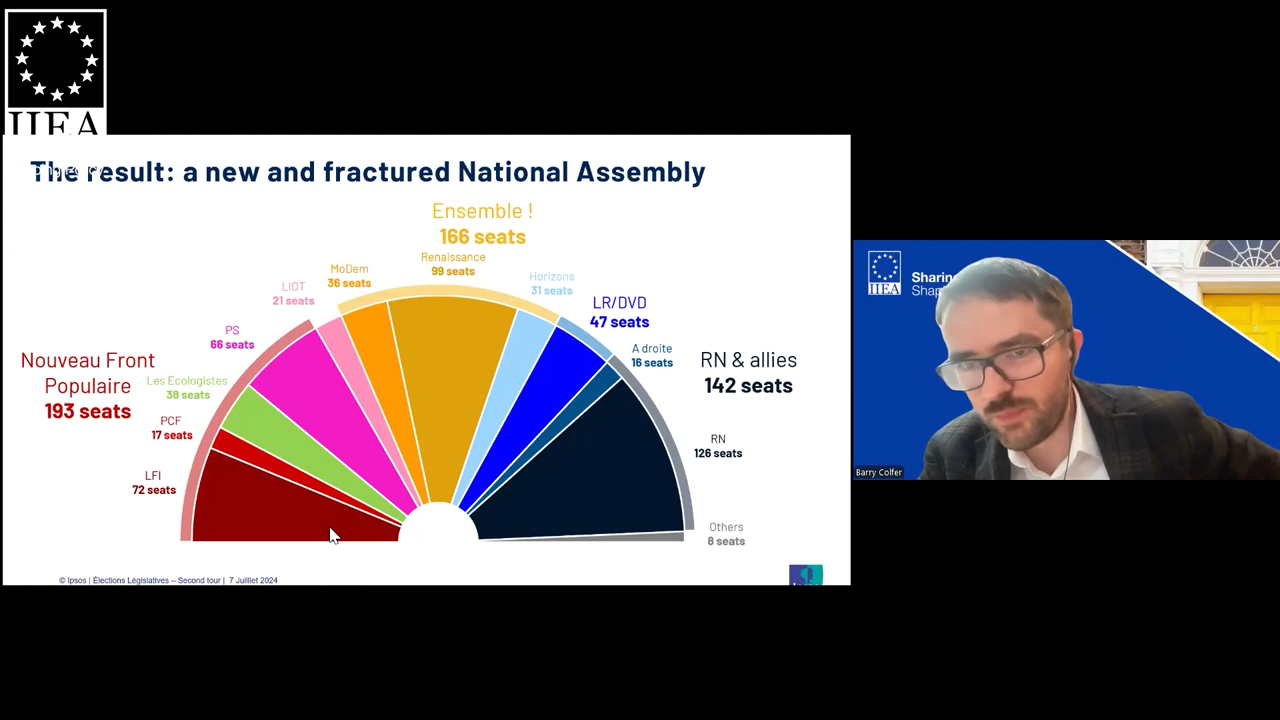 IIEA
The result: a new and fractured National Assembly
Ensemble !
166 seats
Renaissance
99 seats
MoDem
36 seats
Horizons
31 seats
LIOT
21 seats
LR/DVD
47 seats
PS
66 seats
A droite
16 seats
Nouveau Front
Populaire
193 seats
RN & allies
142 seats
Les Ecologistes
38 seats
PCF
17 seats
RN
126 seats
LFI
72 seats
Others
8 seats
© Ipsos | Élections Législatives – Second tour | 7 Juilllet 2024
IIEA
Sharing
Barry Colfer